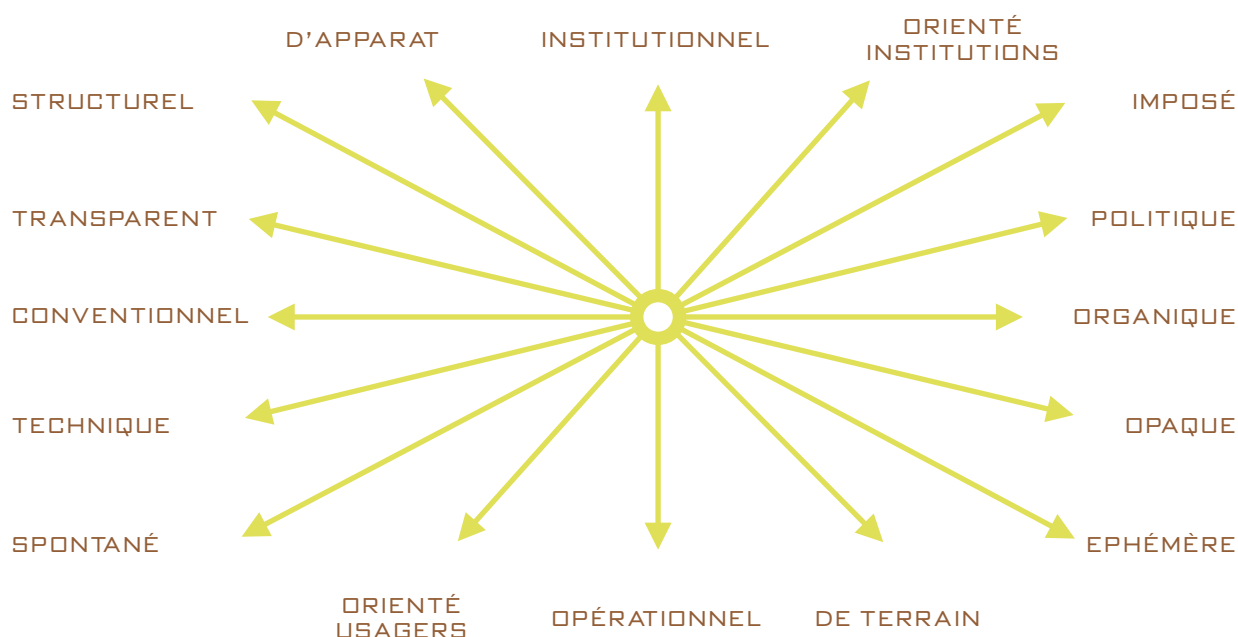 D'APPARAT
INSTITUTIONNEL
ORIENTÉ
INSTITUTIONS
STRUCTUREL
IMPOSÉ
TRANSPARENT
POLITIQUE
CONVENTIONNEL
ORGANIQUE
TECHNIQUE
OPAQUE
SPONTANÉ
EPHÉMÈRE
ORIENTÉ
USAGERS
OPÉRATIONNEL
DE TERRAIN